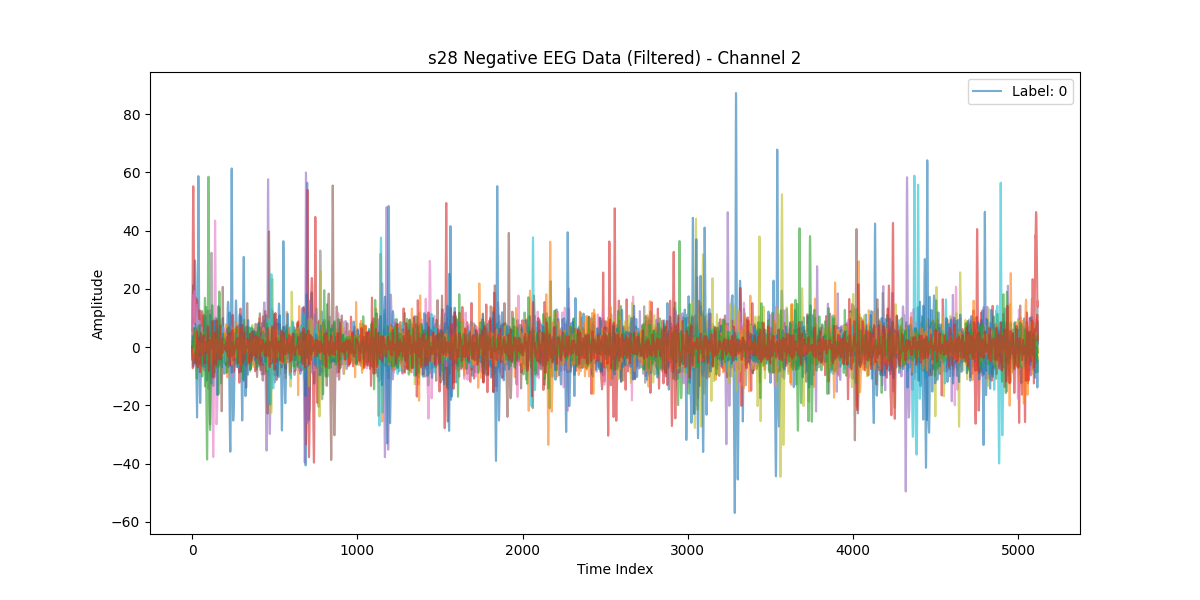 s28 Negative EEG Data (Filtered) - Channel 2
Label: 0
Amplitude
80
60
40
20
0
−20
−40
−60
0 1000 2000 3000 4000 5000
Time Index